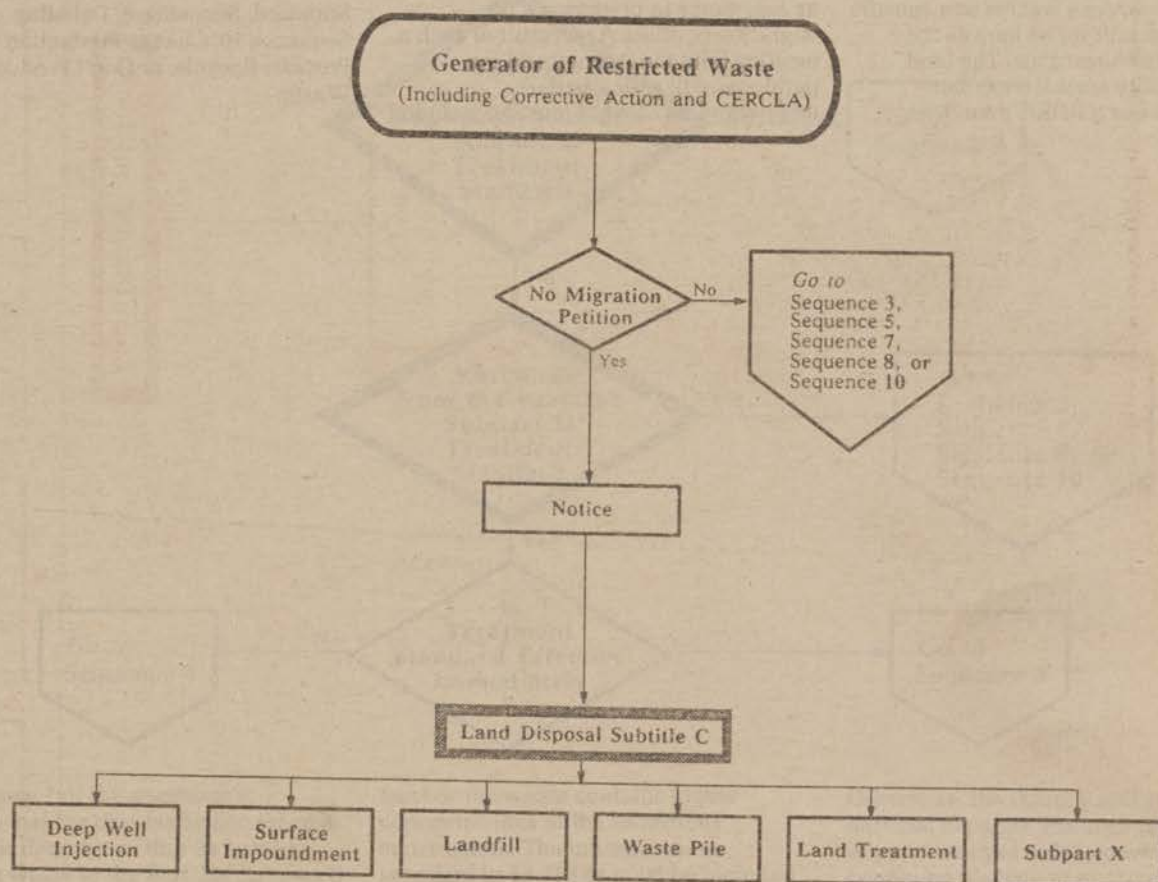 Generator of Restricted Waste
(Including Corrective Action and CERCLA)
No Migration
Petition
No
Go to
Sequence 3,
Sequence 5,
Sequence 7,
Sequence 8, or
Sequence 10
Yes
Notice
Land Disposal Subtitle C
Deep Well
Injection
Surface
Impoundment
Landfill
Waste Pile
Land Treatment
Subpart X